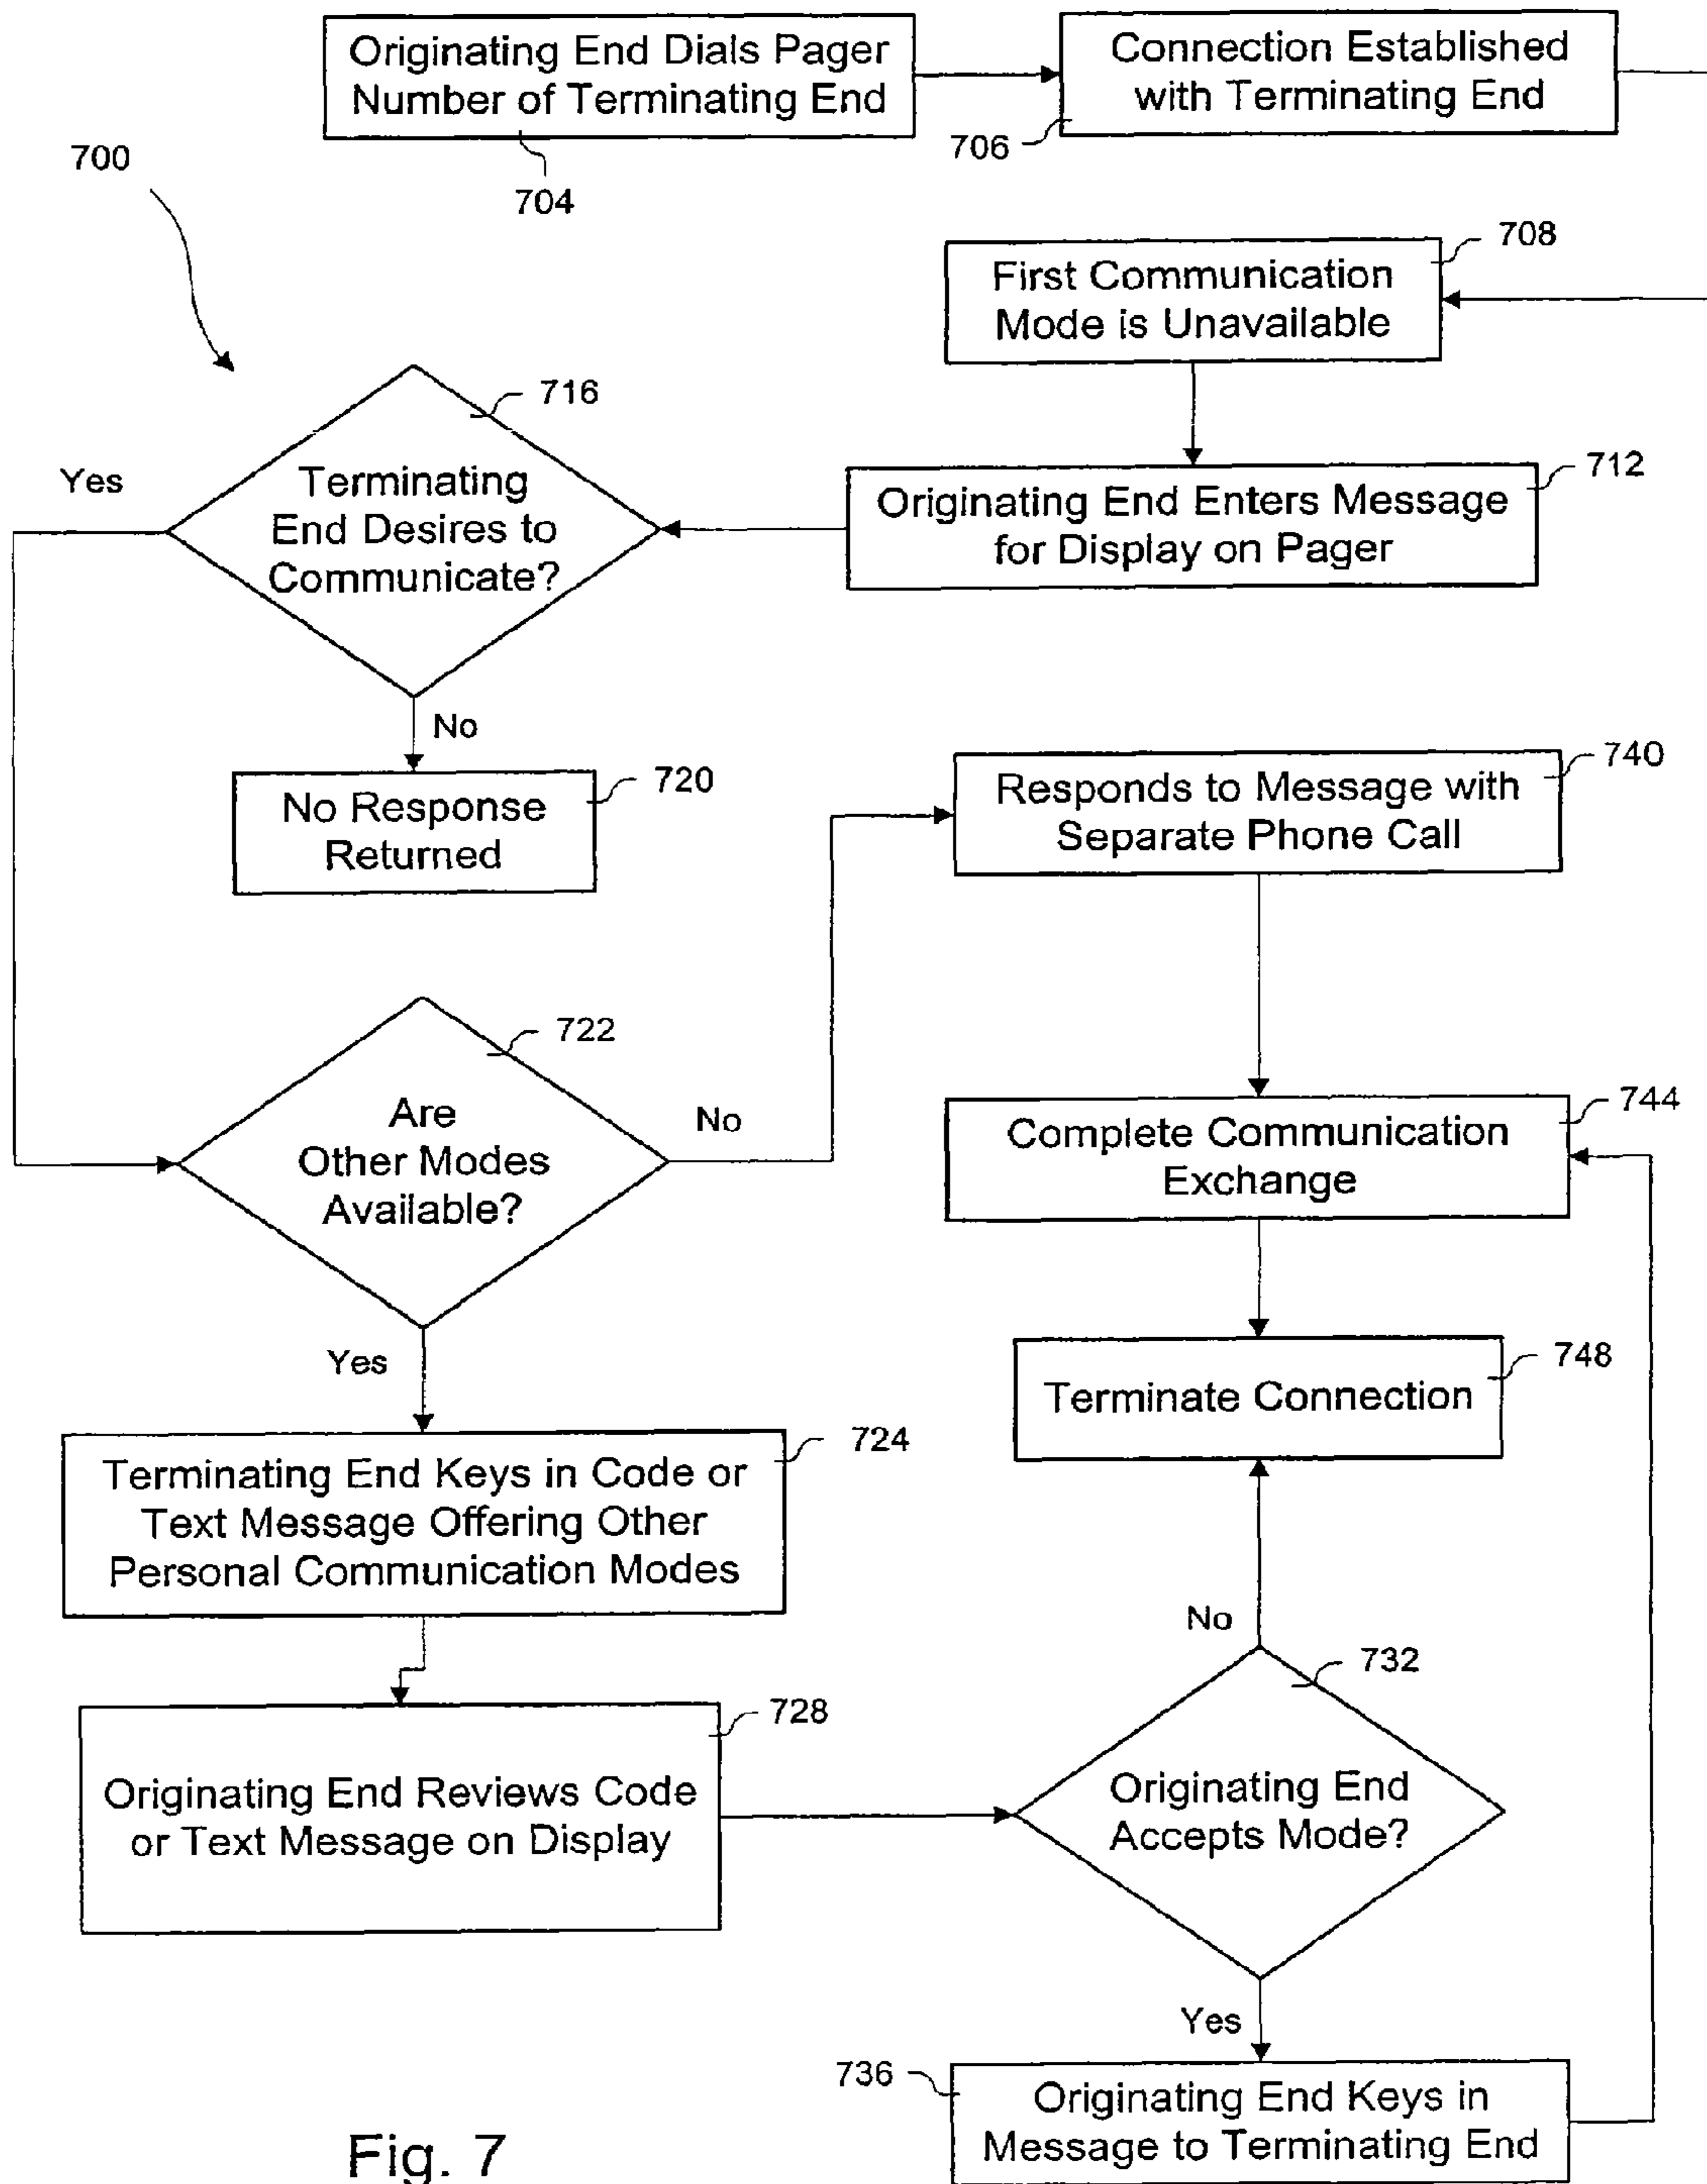 Originating End Dials Pager
Number of Terminating End
704
Connection Established
with Terminating End
706
700
708
First Communication
Mode is Unavailable
716
Terminating
End Desires to
Communicate?
Yes
712
Originating End Enters Message
for Display on Pager
No
720
No Response
Returned
740
Responds to Message with
Separate Phone Call
722
Are
Other Modes
Available?
No
744
Complete Communication
Exchange
Yes
748
Terminate Connection
724
Terminating End Keys in Code or
Text Message Offering Other
Personal Communication Modes
No
732
728
Originating End Reviews Code
or Text Message on Display
Originating End
Accepts Mode?
Yes
736
Originating End Keys in
Message to Terminating End
Fig. 7